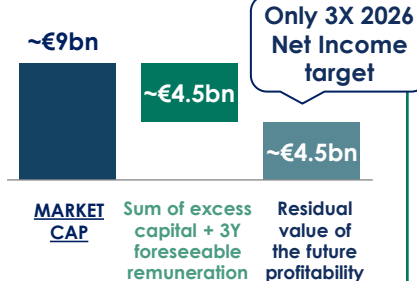 Only 3X 2026
Net Income
target
~€9bn
~€4.5bn
~€4.5bn
MARKET
CAP
Sum of excess
capital + 3Y
foreseeable
remuneration
Residual
value of
the future
profitability